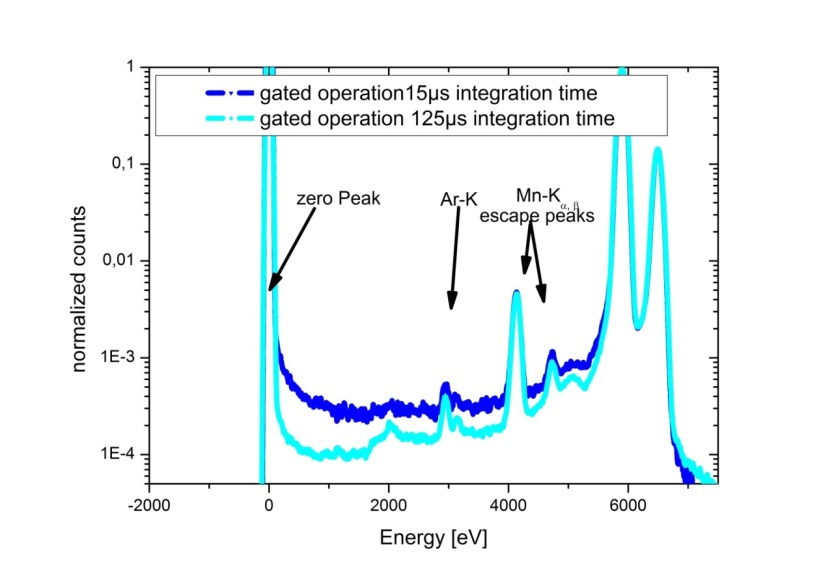 1
gated operation15µs integration time
gated operation 125µs integration time
0,1
zero Peak
Ar-K
Mn-Kα, β
escape peaks
normalized counts
0,01
1E-3
1E-4
-2000
0
2000
4000
6000
Energy [eV]